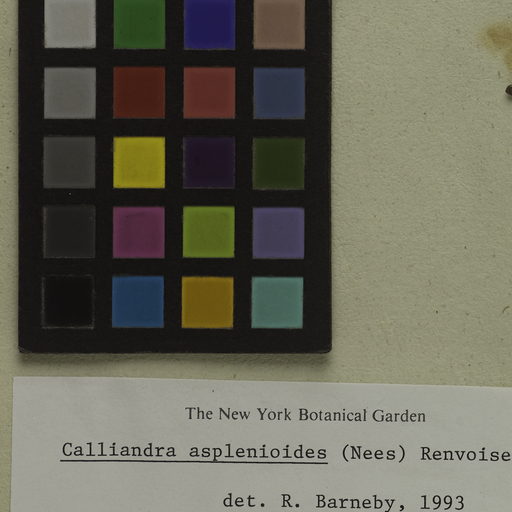 The New York Botanical Garden
Calliandra asplenioides (Nees) Renvoise
det. R. Barneby, 1993